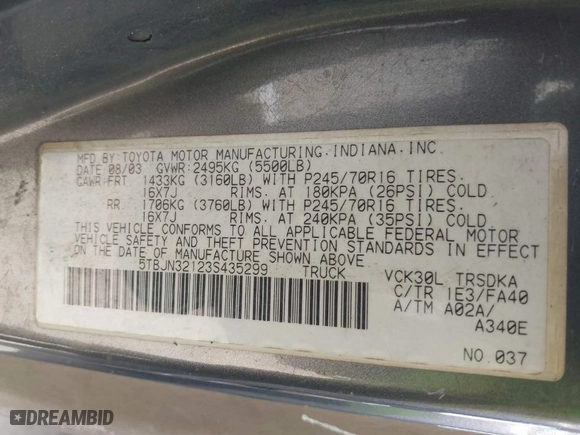 MFD BY:TOYOTA MOTOR MANUFACTURING,INDIANA,INC.
DATE 08/03 GVWR:2495KG (5500LB)
GAWR-FRT 1433KG (3160LB) WITH P245/70R16 TIRES.
16X7J RIMS. AT 180KPA (26PSI) COLD
RR 1706KG (3760LB) WITH P245/70R16 TIRES.
16X7J RIMS. AT 240KPA (35PSI) COLD
THIS VEHICLE CONFORMS TO ALL APPLICABLE FEDERAL MOTOR
VEHICLE SAFETY AND THEFT PREVENTION STANDARDS IN EFFECT
ON THE DATE OF MANUFACTURE SHOWN ABOVE
5TBJN32123S435299 TRUCK
VCK30L TRSDKA
C/TR 1E3/FA40
A/TM A02A/
A340E
NO.037
DREAMBID